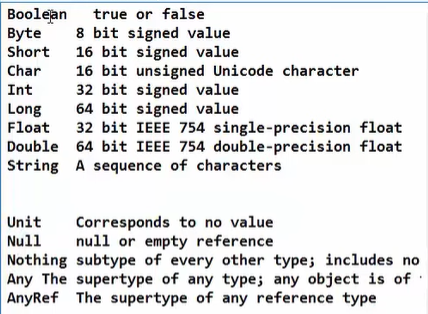 Boolean true or false
Byte 8 bit signed value
Short 16 bit signed value
Char 16 bit unsigned Unicode character
Int 32 bit signed value
Long 64 bit signed value
Float 32 bit IEEE 754 single-precision float
Double 64 bit IEEE 754 double-precision float
String A sequence of characters
Unit Corresponds to no value
Null null or empty reference
Nothing subtype of every other type; includes no
Any The supertype of any type; any object is of
AnyRef The supertype of any reference type